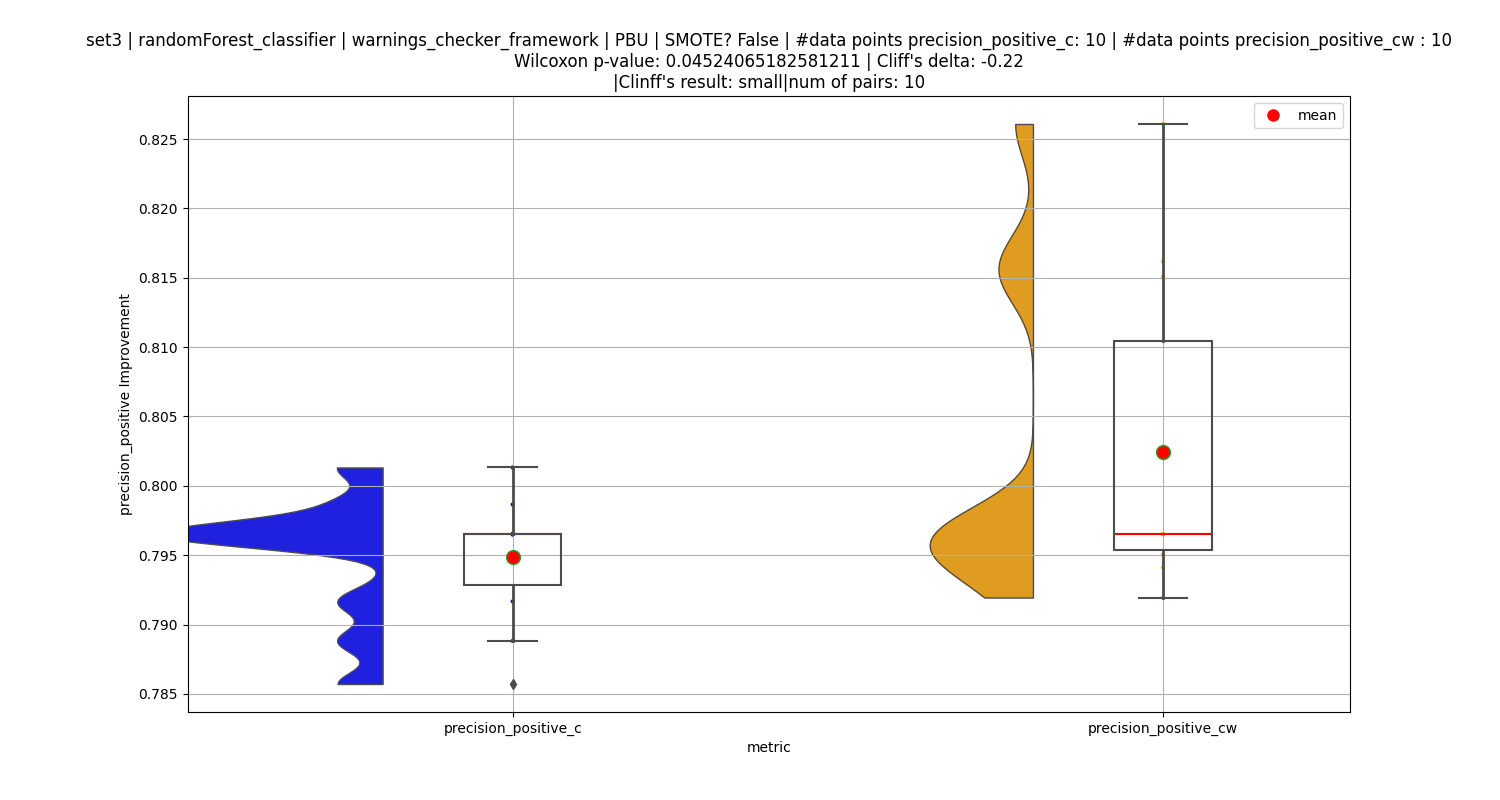 set3 | randomForest_classifier | warnings_checker_framework | PBU | SMOTE? False | #data points precision_positive_c: 10 | #data points precision_positive_cw : 10
Wilcoxon p-value: 0.04524065182581211 | Cliff's delta: -0.22
|Clinff's result: small|num of pairs: 10
mean
0.825
0.820
0.815
0.810
0.805
0.800
0.795
0.790
0.785
precision_positive Improvement
precision_positive_c
precision_positive_cw
metric